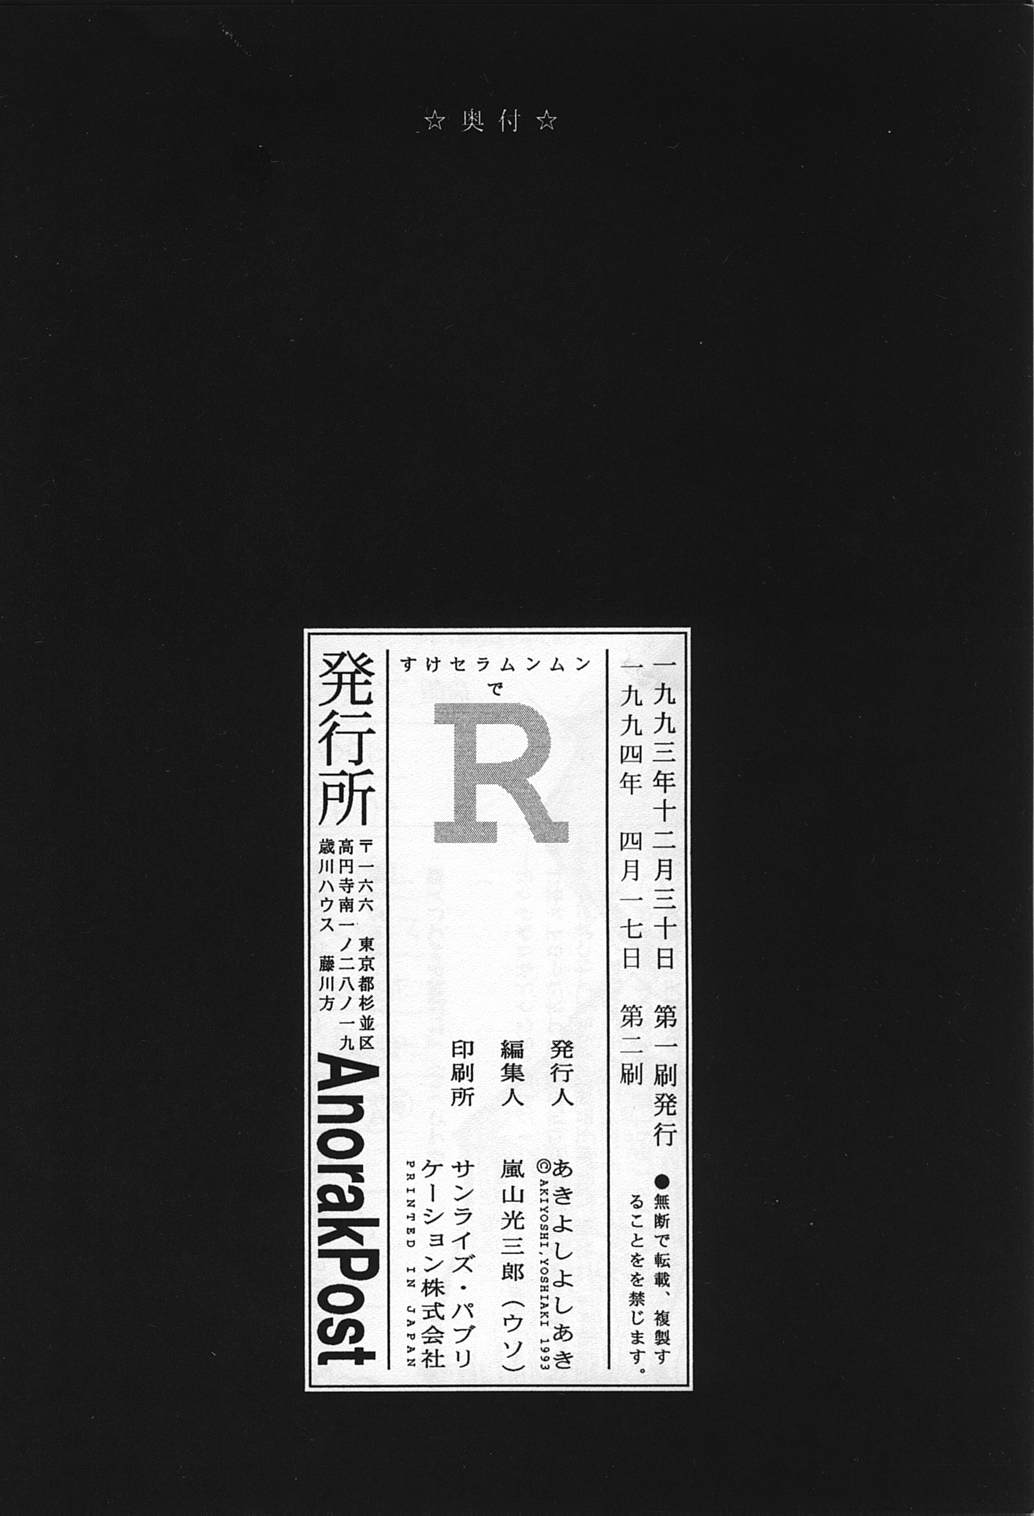 ☆奥付☆
一九九三年十二月三十日　第一刷発行
一九九四年　四月一七日　第二刷
●無断で転載、複製す
ることをを禁じます。
すけセラムンムン
で
R
発行人　あきよしよしあき
©AKIYOSHI,YOSHIAKI 1993
編集人　嵐山光三郎（ウソ）
印刷所　サンライズ・パブリ
ケーション株式会社
PRINTED IN JAPAN
発行所
〒一六六　東京都杉並区
高円寺南一ノ二八ノ一九
歳川ハウス　藤川方
AnorakPost